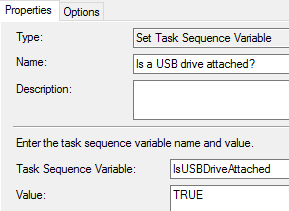 Properties Options
Type: Set Task Sequence Variable
Name: Is a USB drive attached?
Description:
Enter the task sequence variable name and value.
Task Sequence Variable: IsUSBDriveAttached
Value: TRUE